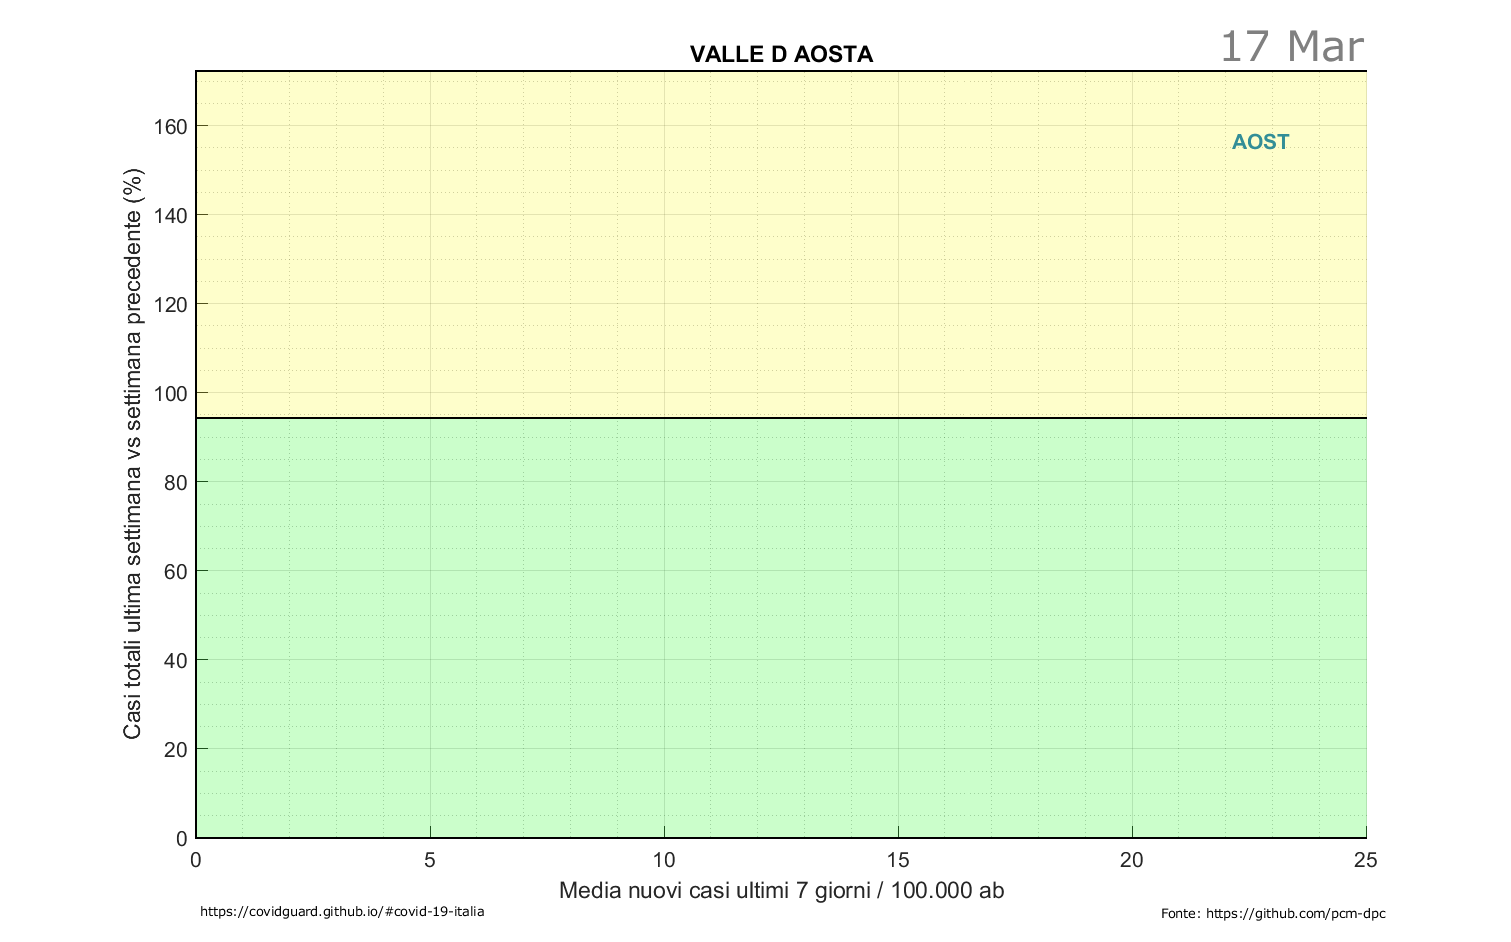 17 Mar
VALLE D AOSTA
Casi totali ultima settimana vs settimana precedente (%)
160
140
120
100
80
60
40
20
0
AOST
0 5 10 15 20 25
Media nuovi casi ultimi 7 giorni / 100.000 ab
https://covidguard.github.io/#covid-19-italia
Fonte: https://github.com/pcm-dpc